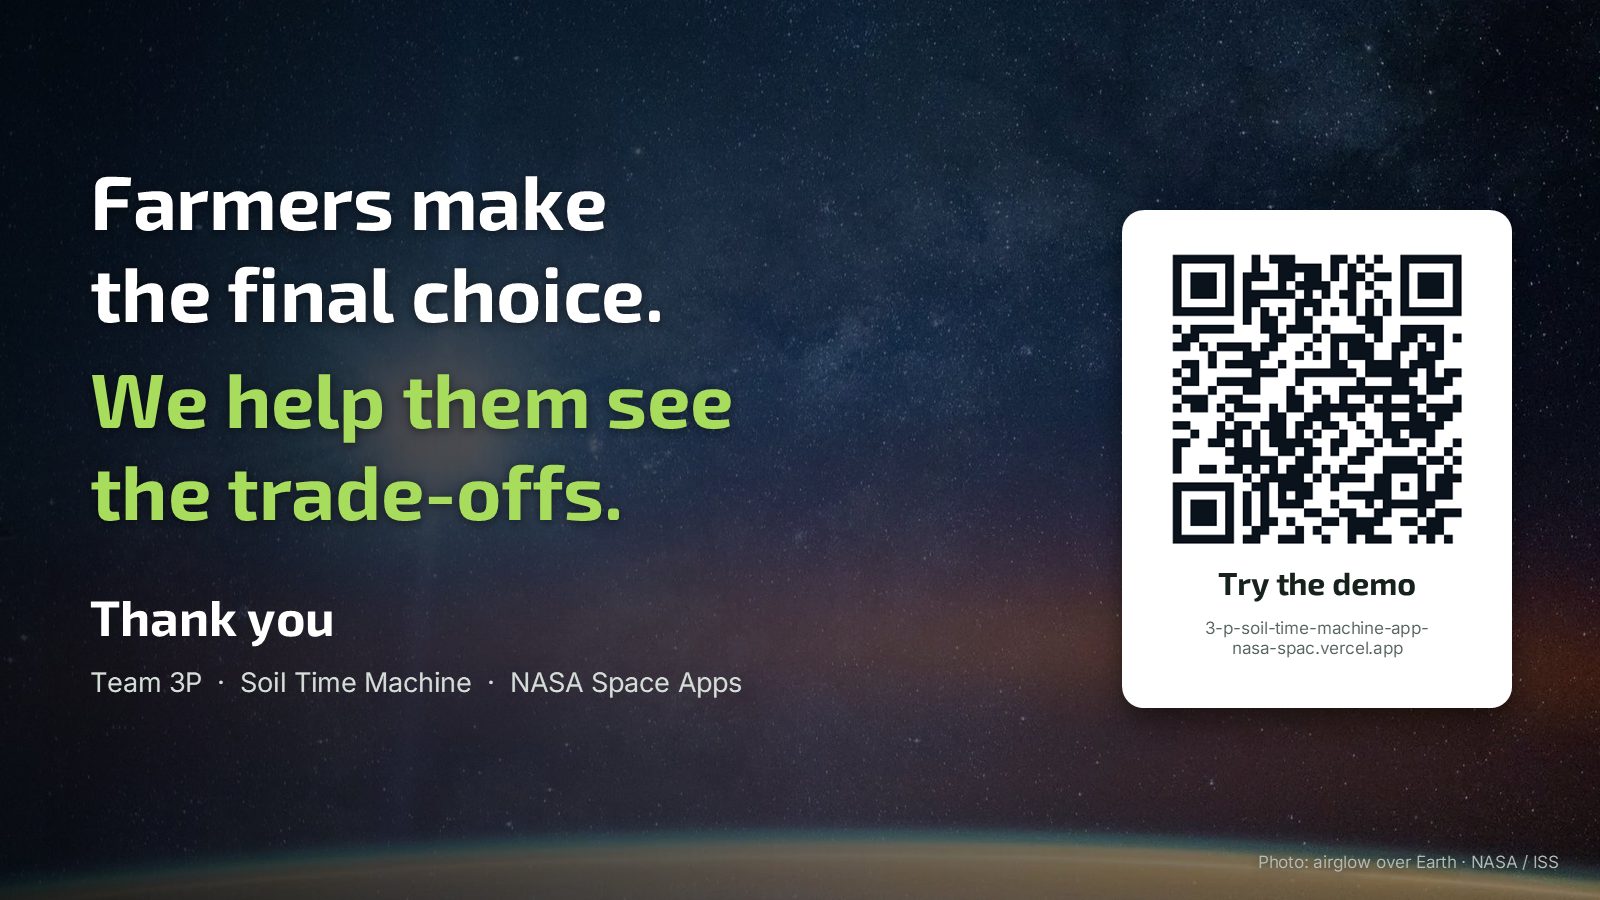 Farmers make
the final choice.
We help them see
the trade-offs.
Thank you
Team 3P · Soil Time Machine · NASA Space Apps
Try the demo
3-p-soil-time-machine-app-
nasa-spac.vercel.app
Photo: airglow over Earth · NASA / ISS